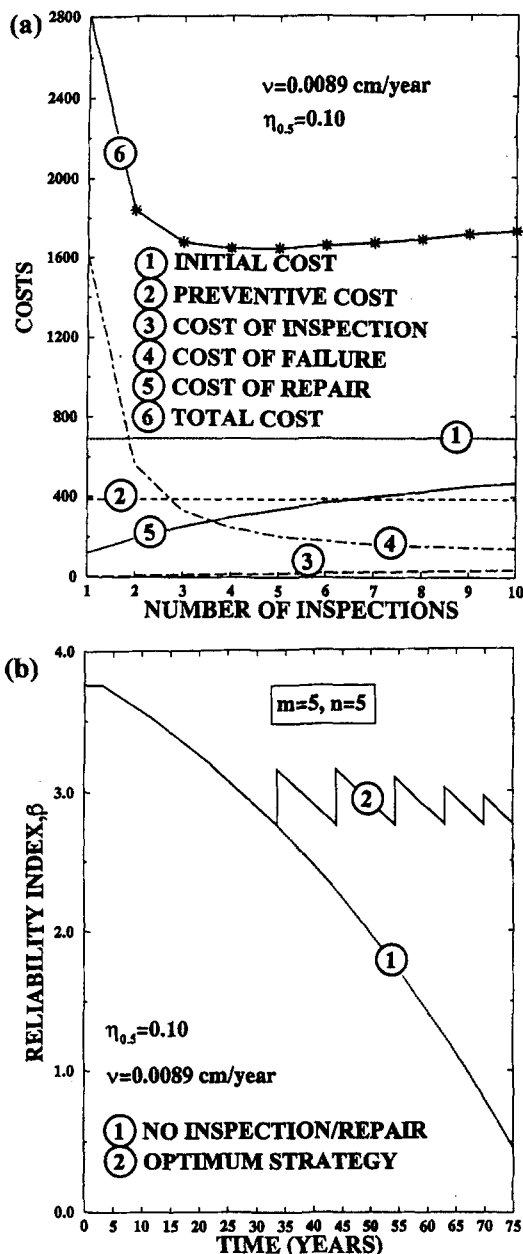 (a)
2800
2400
2000
1600
1200
800
400
0
COSTS
ν=0.0089 cm/year
η0.5=0.10
6
1 INITIAL COST
2 PREVENTIVE COST
3 COST OF INSPECTION
4 COST OF FAILURE
5 COST OF REPAIR
6 TOTAL COST
1
2
5
3
4
1 2 3 4 5 6 7 8 9 10
NUMBER OF INSPECTIONS
(b)
4.0
3.0
2.0
1.0
0.0
RELIABILITY INDEX,β
m=5, n=5
2
1
η0.5=0.10
ν=0.0089 cm/year
1 NO INSPECTION/REPAIR
2 OPTIMUM STRATEGY
0 5 10 15 20 25 30 35 40 45 50 55 60 65 70 75
TIME (YEARS)